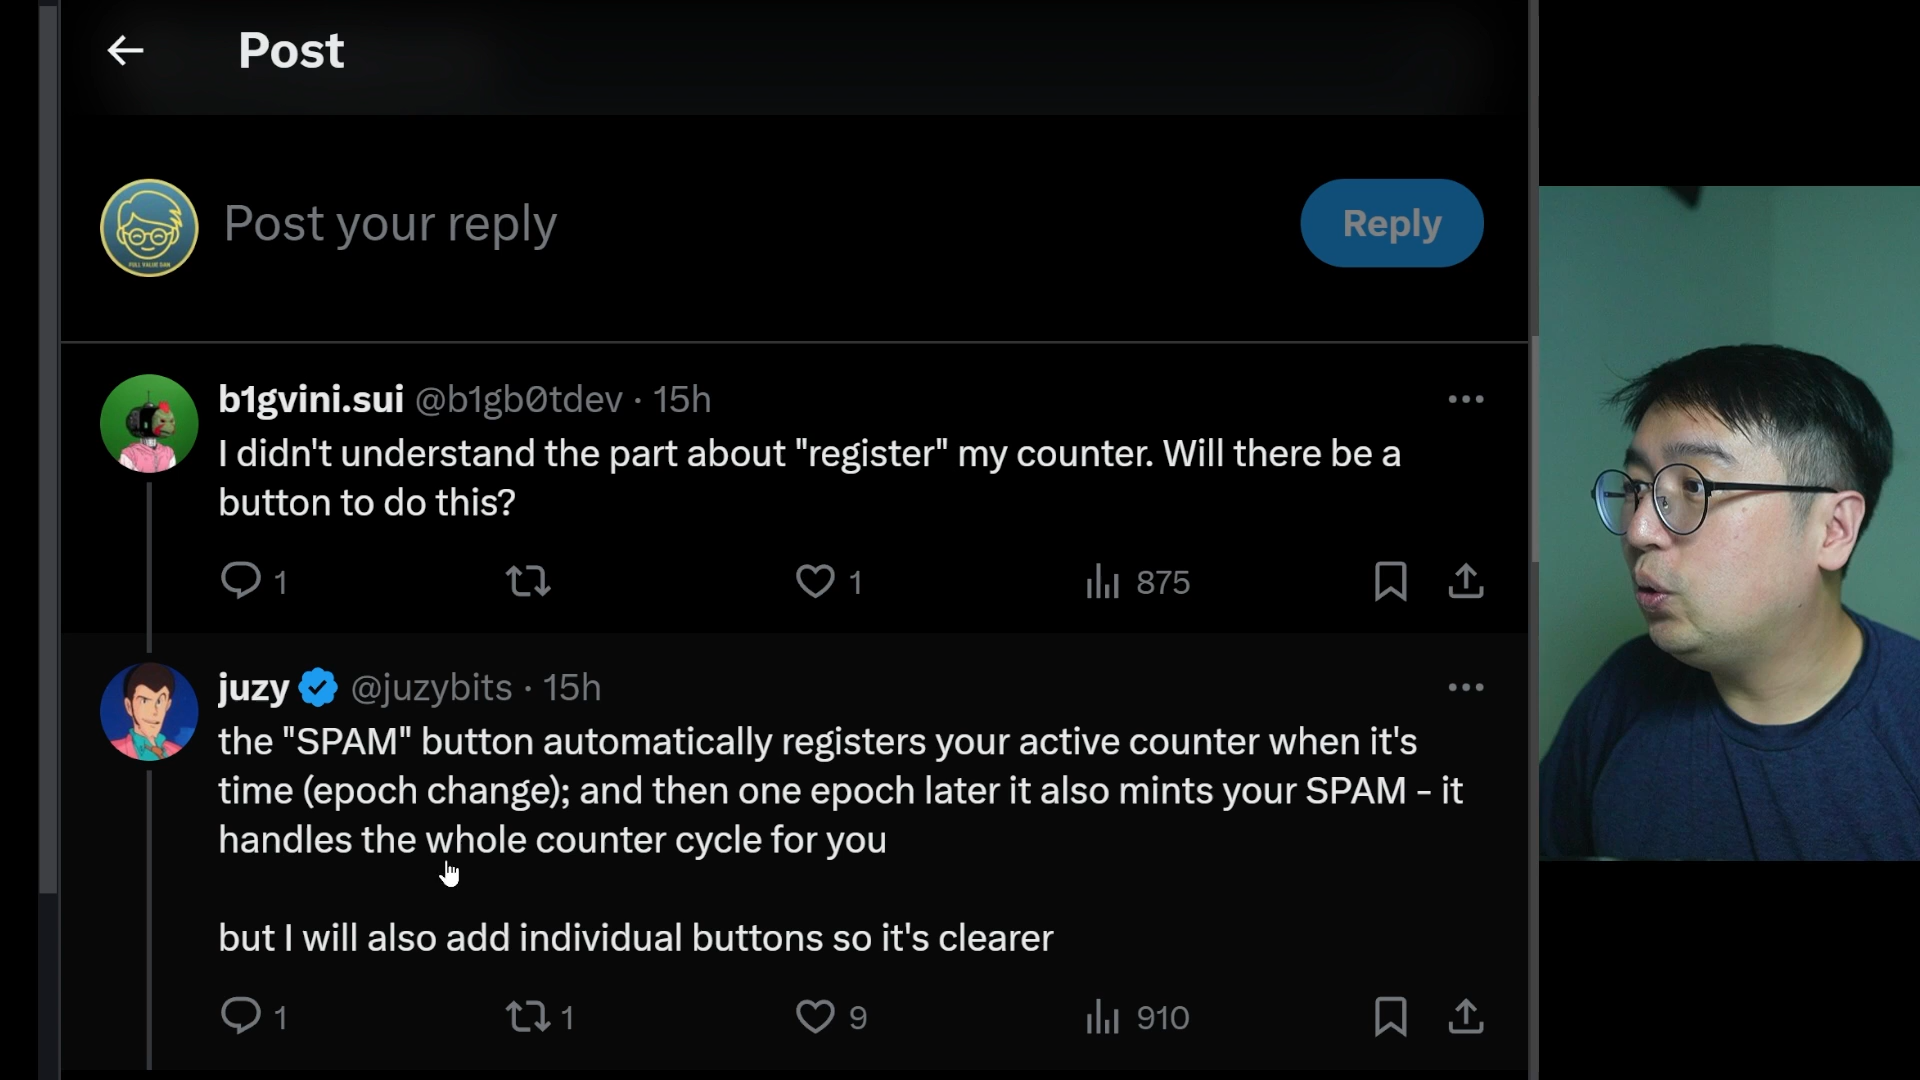 Post
FULL VALUE DAN
Post your reply
Reply
b1gvini.sui @b1gb0tdev · 15h
I didn't understand the part about "register" my counter. Will there be a
button to do this?
1 1 875
juzy @juzybits · 15h
the "SPAM" button automatically registers your active counter when it's
time (epoch change); and then one epoch later it also mints your SPAM - it
handles the whole counter cycle for you
but I will also add individual buttons so it's clearer
1 1 9 910